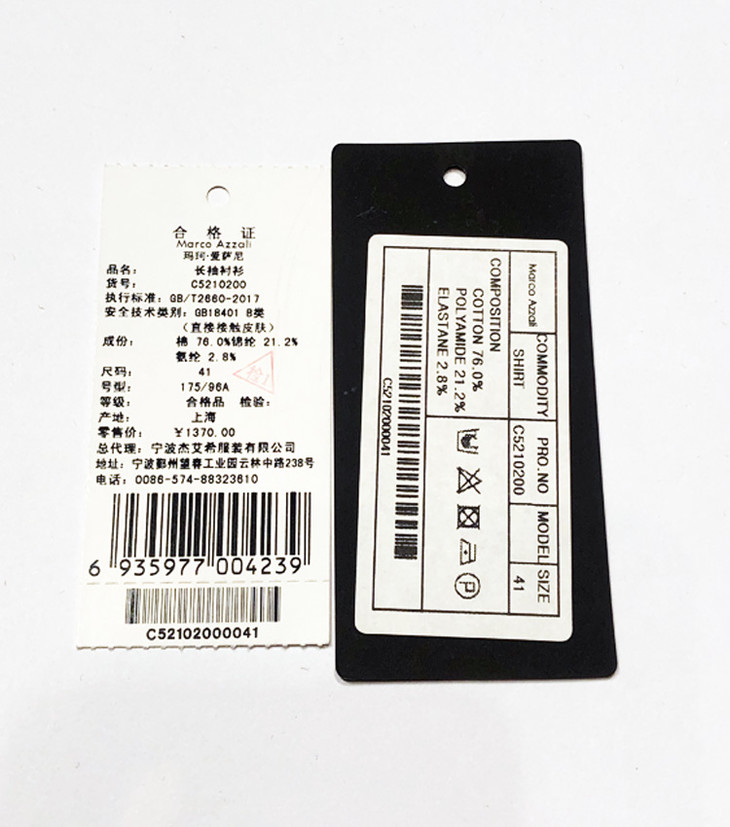 合格证
Marco Azzali
玛珂·爱萨尼
品名: 长袖衬衫
货号: C5210200
执行标准: GB/T2660-2017
安全技术类别: GB18401 B类
(直接接触皮肤)
成份: 棉 76.0%锦纶 21.2%
氨纶 2.8%
尺码: 41
号型: 175/96A
等级: 合格品 检验:
检1
产地: 上海
零售价: ¥1370.00
总代理: 宁波杰艾希服装有限公司
地址: 宁波鄞州望春工业园云林中路238号
电话: 0086-574-88323610
6 935977 004239
C52102000041
Marco Azzali
COMMODITY PRO.NO MODEL SIZE
SHIRT C5210200 41
COMPOSITION
COTTON 76.0%
POLYAMIDE 21.2%
ELASTANE 2.8%
P
C52102000041